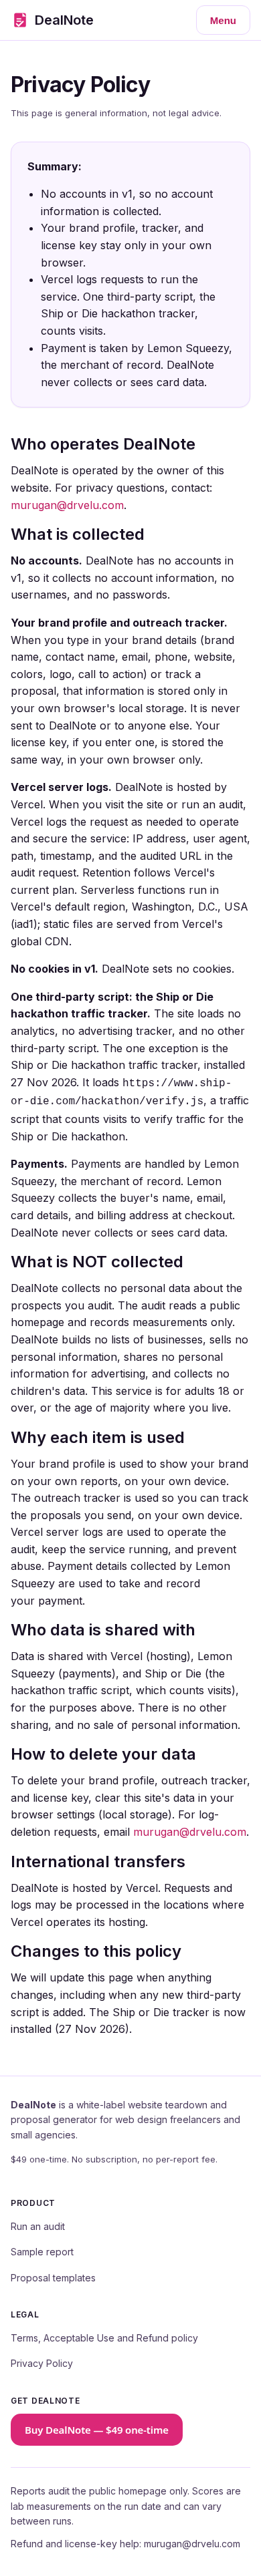 DealNote
Menu
Privacy Policy
This page is general information, not legal advice.
Summary:
• No accounts in v1, so no account
information is collected.
• Your brand profile, tracker, and
license key stay only in your own
browser.
• Vercel logs requests to run the
service. One third-party script, the
Ship or Die hackathon tracker,
counts visits.
• Payment is taken by Lemon Squeezy,
the merchant of record. DealNote
never collects or sees card data.
Who operates DealNote
DealNote is operated by the owner of this
website. For privacy questions, contact:
murugan@drvelu.com.
What is collected
No accounts. DealNote has no accounts in
v1, so it collects no account information, no
usernames, and no passwords.
Your brand profile and outreach tracker.
When you type in your brand details (brand
name, contact name, email, phone, website,
colors, logo, call to action) or track a
proposal, that information is stored only in
your own browser's local storage. It is never
sent to DealNote or to anyone else. Your
license key, if you enter one, is stored the
same way, in your own browser only.
Vercel server logs. DealNote is hosted by
Vercel. When you visit the site or run an audit,
Vercel logs the request as needed to operate
and secure the service: IP address, user agent,
path, timestamp, and the audited URL in the
audit request. Retention follows Vercel's
current plan. Serverless functions run in
Vercel's default region, Washington, D.C., USA
(iad1); static files are served from Vercel's
global CDN.
No cookies in v1. DealNote sets no cookies.
One third-party script: the Ship or Die
hackathon traffic tracker. The site loads no
analytics, no advertising tracker, and no other
third-party script. The one exception is the
Ship or Die hackathon traffic tracker, installed
27 Nov 2026. It loads https://www.ship-
or-die.com/hackathon/verify.js, a traffic
script that counts visits to verify traffic for the
Ship or Die hackathon.
Payments. Payments are handled by Lemon
Squeezy, the merchant of record. Lemon
Squeezy collects the buyer's name, email,
card details, and billing address at checkout.
DealNote never collects or sees card data.
What is NOT collected
DealNote collects no personal data about the
prospects you audit. The audit reads a public
homepage and records measurements only.
DealNote builds no lists of businesses, sells no
personal information, shares no personal
information for advertising, and collects no
children's data. This service is for adults 18 or
over, or the age of majority where you live.
Why each item is used
Your brand profile is used to show your brand
on your own reports, on your own device.
The outreach tracker is used so you can track
the proposals you send, on your own device.
Vercel server logs are used to operate the
audit, keep the service running, and prevent
abuse. Payment details collected by Lemon
Squeezy are used to take and record
your payment.
Who data is shared with
Data is shared with Vercel (hosting), Lemon
Squeezy (payments), and Ship or Die (the
hackathon traffic script, which counts visits),
for the purposes above. There is no other
sharing, and no sale of personal information.
How to delete your data
To delete your brand profile, outreach tracker,
and license key, clear this site's data in your
browser settings (local storage). For log-
deletion requests, email murugan@drvelu.com.
International transfers
DealNote is hosted by Vercel. Requests and
logs may be processed in the locations where
Vercel operates its hosting.
Changes to this policy
We will update this page when anything
changes, including when any new third-party
script is added. The Ship or Die tracker is now
installed (27 Nov 2026).
DealNote is a white-label website teardown and
proposal generator for web design freelancers and
small agencies.
$49 one-time. No subscription, no per-report fee.
PRODUCT
Run an audit
Sample report
Proposal templates
LEGAL
Terms, Acceptable Use and Refund policy
Privacy Policy
GET DEALNOTE
Buy DealNote — $49 one-time
Reports audit the public homepage only. Scores are
lab measurements on the run date and can vary
between runs.
Refund and license-key help: murugan@drvelu.com